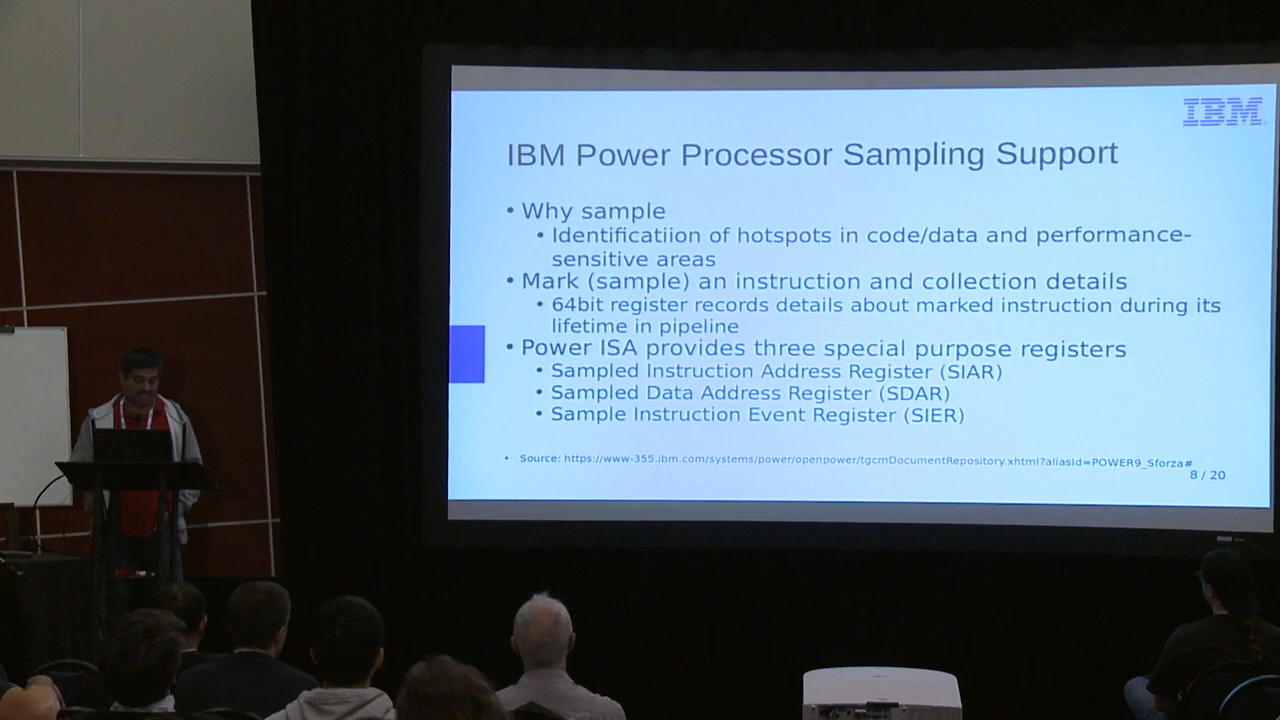 IBM
IBM Power Processor Sampling Support
• Why sample
• Identificatiion of hotspots in code/data and performance-
sensitive areas
• Mark (sample) an instruction and collection details
• 64bit register records details about marked instruction during its
lifetime in pipeline
• Power ISA provides three special purpose registers
• Sampled Instruction Address Register (SIAR)
• Sampled Data Address Register (SDAR)
• Sample Instruction Event Register (SIER)
• Source: https://www-355.ibm.com/systems/power/openpower/tgcmDocumentRepository.xhtml?aliasId=POWER9_Sforza#
8 / 20